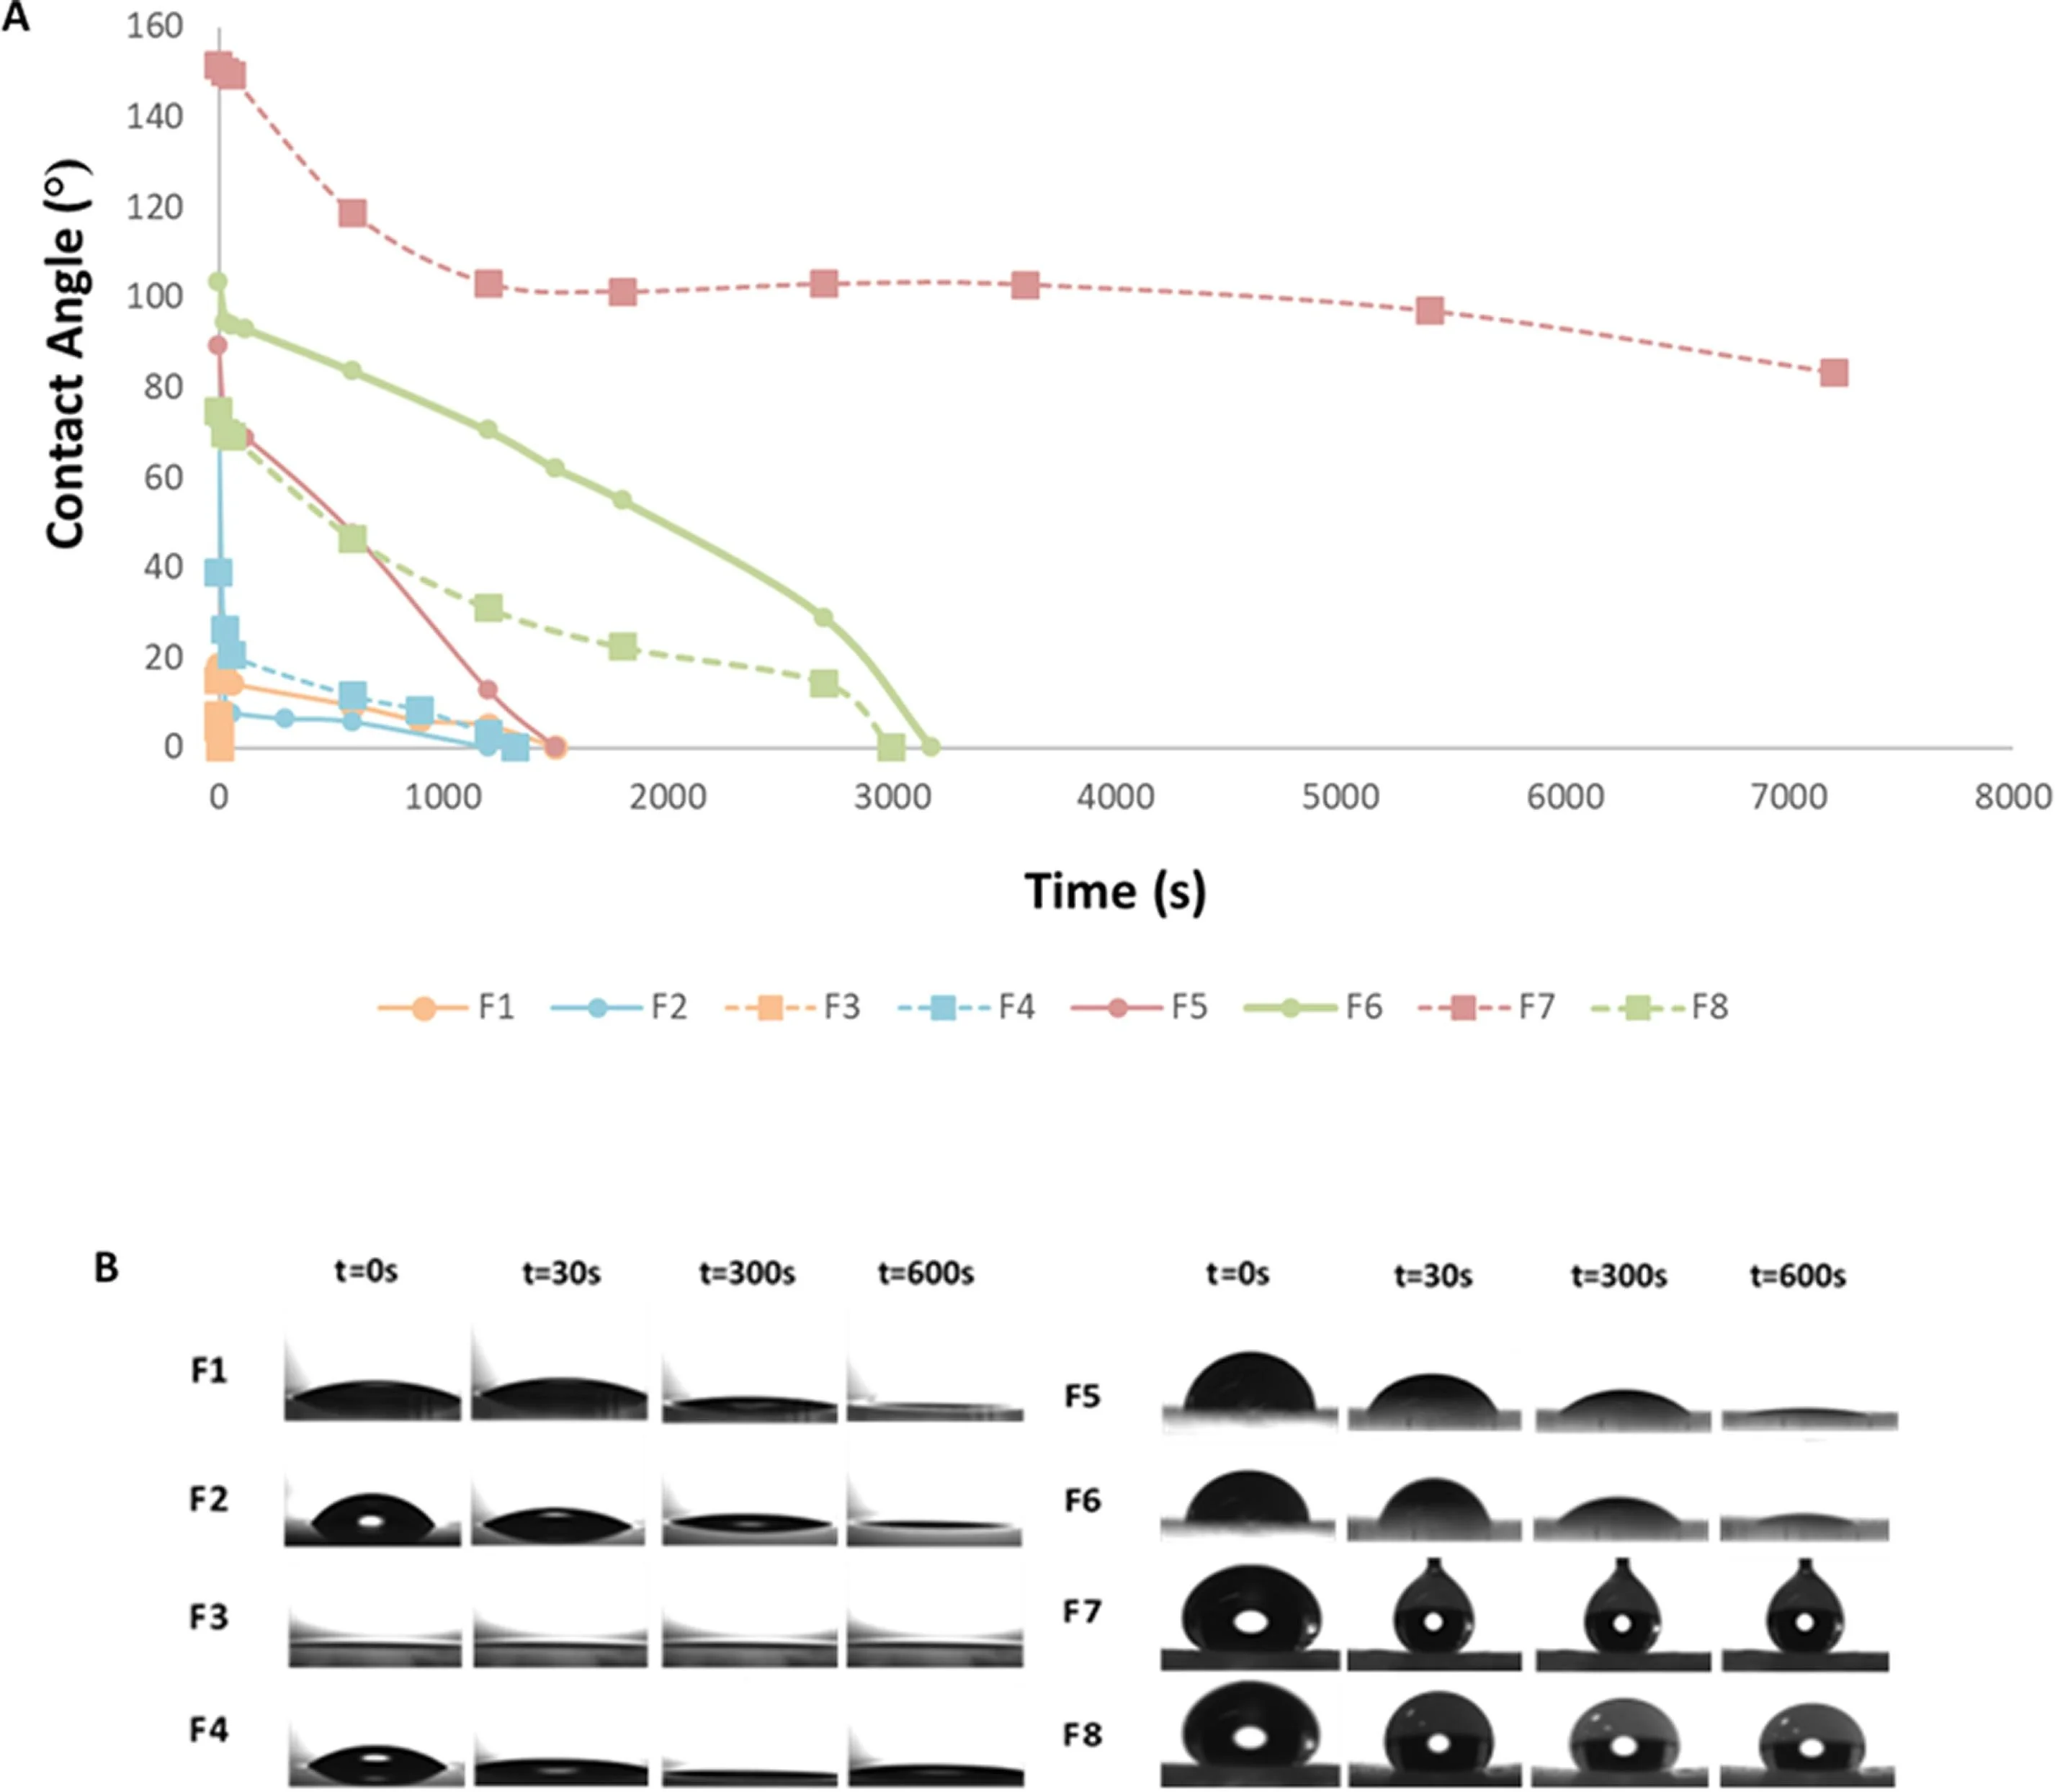 A
Contact Angle (°)
160
140
120
100
80
60
40
20
0
0 1000 2000 3000 4000 5000 6000 7000 8000
Time (s)
F1 F2 F3 F4 F5 F6 F7 F8
B
t=0s t=30s t=300s t=600s
F1
F2
F3
F4
t=0s t=30s t=300s t=600s
F5
F6
F7
F8